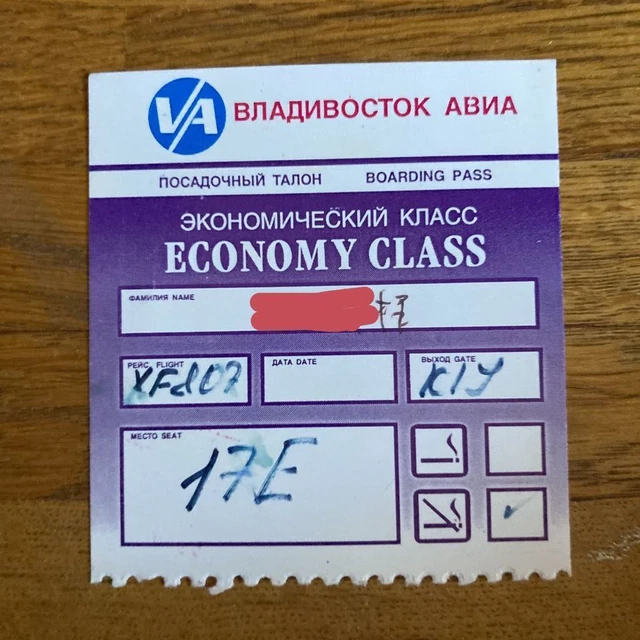 VA ВЛАДИВОСТОК АВИА
ПОСАДОЧНЫЙ ТАЛОН BOARDING PASS
ЭКОНОМИЧЕСКИЙ КЛАСС
ECONOMY CLASS
ФАМИЛИЯ NAME
РЕЙС FLIGHT ДАТА DATE ВЫХОД GATE
МЕСТО SEAT
17E